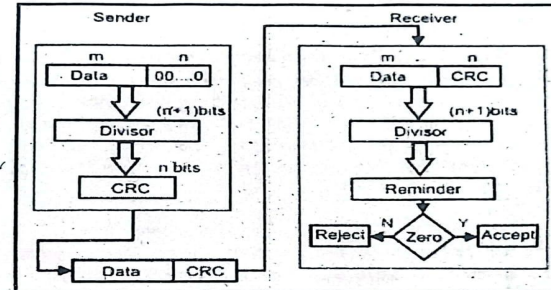 Sender
m n
Data 00....0
(n+1)bits
Divisor
n bits
CRC
Data CRC
Receiver
m n
Data CRC
(n+1)bits
Divisor
Reminder
Reject N Zero Y Accept